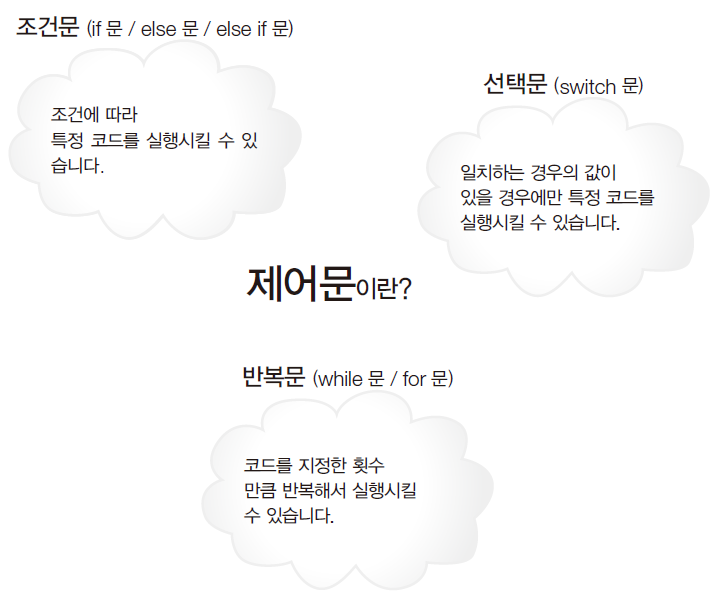 조건문 (if 문 / else 문 / else if 문)
조건에 따라
특정 코드를 실행시킬 수 있
습니다.
선택문 (switch 문)
일치하는 경우의 값이
있을 경우에만 특정 코드를
실행시킬 수 있습니다.
제어문이란?
반복문 (while 문 / for 문)
코드를 지정한 횟수
만큼 반복해서 실행시킬
수 있습니다.